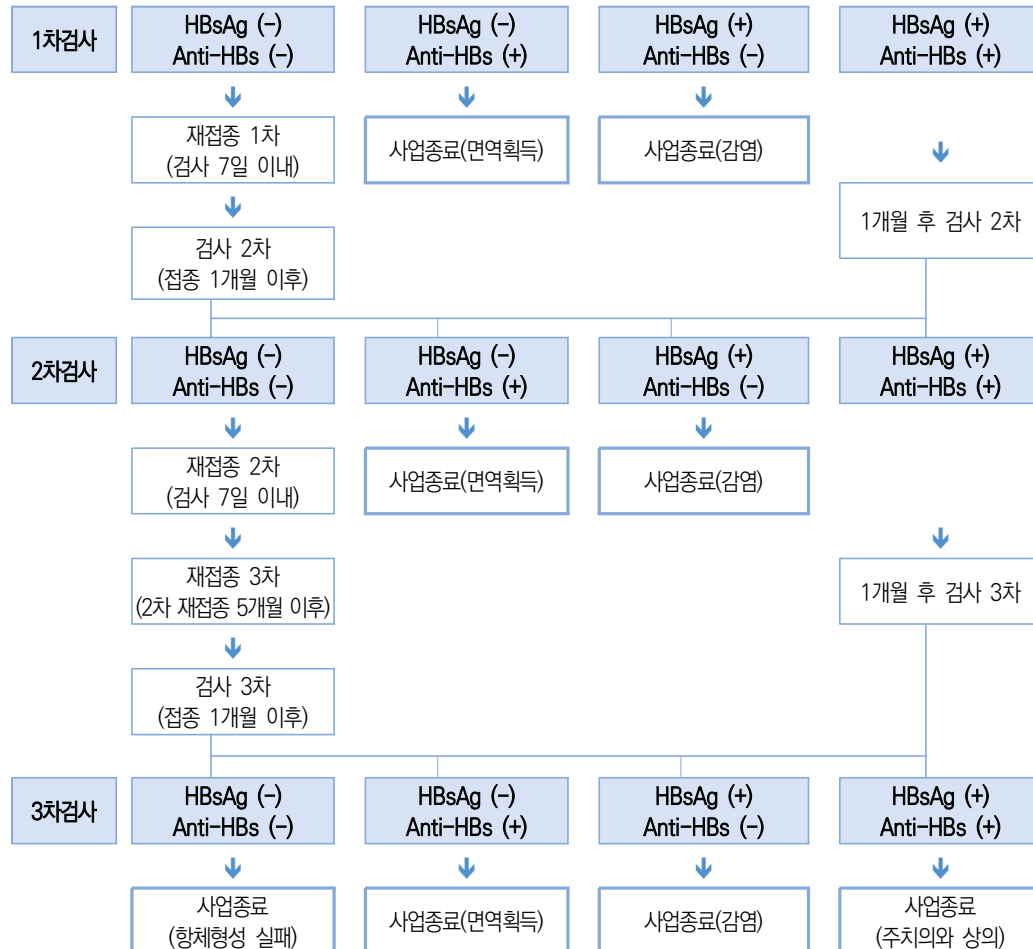 1차검사
HBsAg (-)
Anti-HBs (-)
HBsAg (-)
Anti-HBs (+)
HBsAg (+)
Anti-HBs (-)
HBsAg (+)
Anti-HBs (+)
재접종 1차
(검사 7일 이내)
사업종료(면역획득)
사업종료(감염)
1개월 후 검사 2차
검사 2차
(접종 1개월 이후)
2차검사
HBsAg (-)
Anti-HBs (-)
HBsAg (-)
Anti-HBs (+)
HBsAg (+)
Anti-HBs (-)
HBsAg (+)
Anti-HBs (+)
재접종 2차
(검사 7일 이내)
사업종료(면역획득)
사업종료(감염)
재접종 3차
(2차 재접종 5개월 이후)
1개월 후 검사 3차
검사 3차
(접종 1개월 이후)
3차검사
HBsAg (-)
Anti-HBs (-)
HBsAg (-)
Anti-HBs (+)
HBsAg (+)
Anti-HBs (-)
HBsAg (+)
Anti-HBs (+)
사업종료
(항체형성 실패)
사업종료(면역획득)
사업종료(감염)
사업종료
(주치의와 상의)